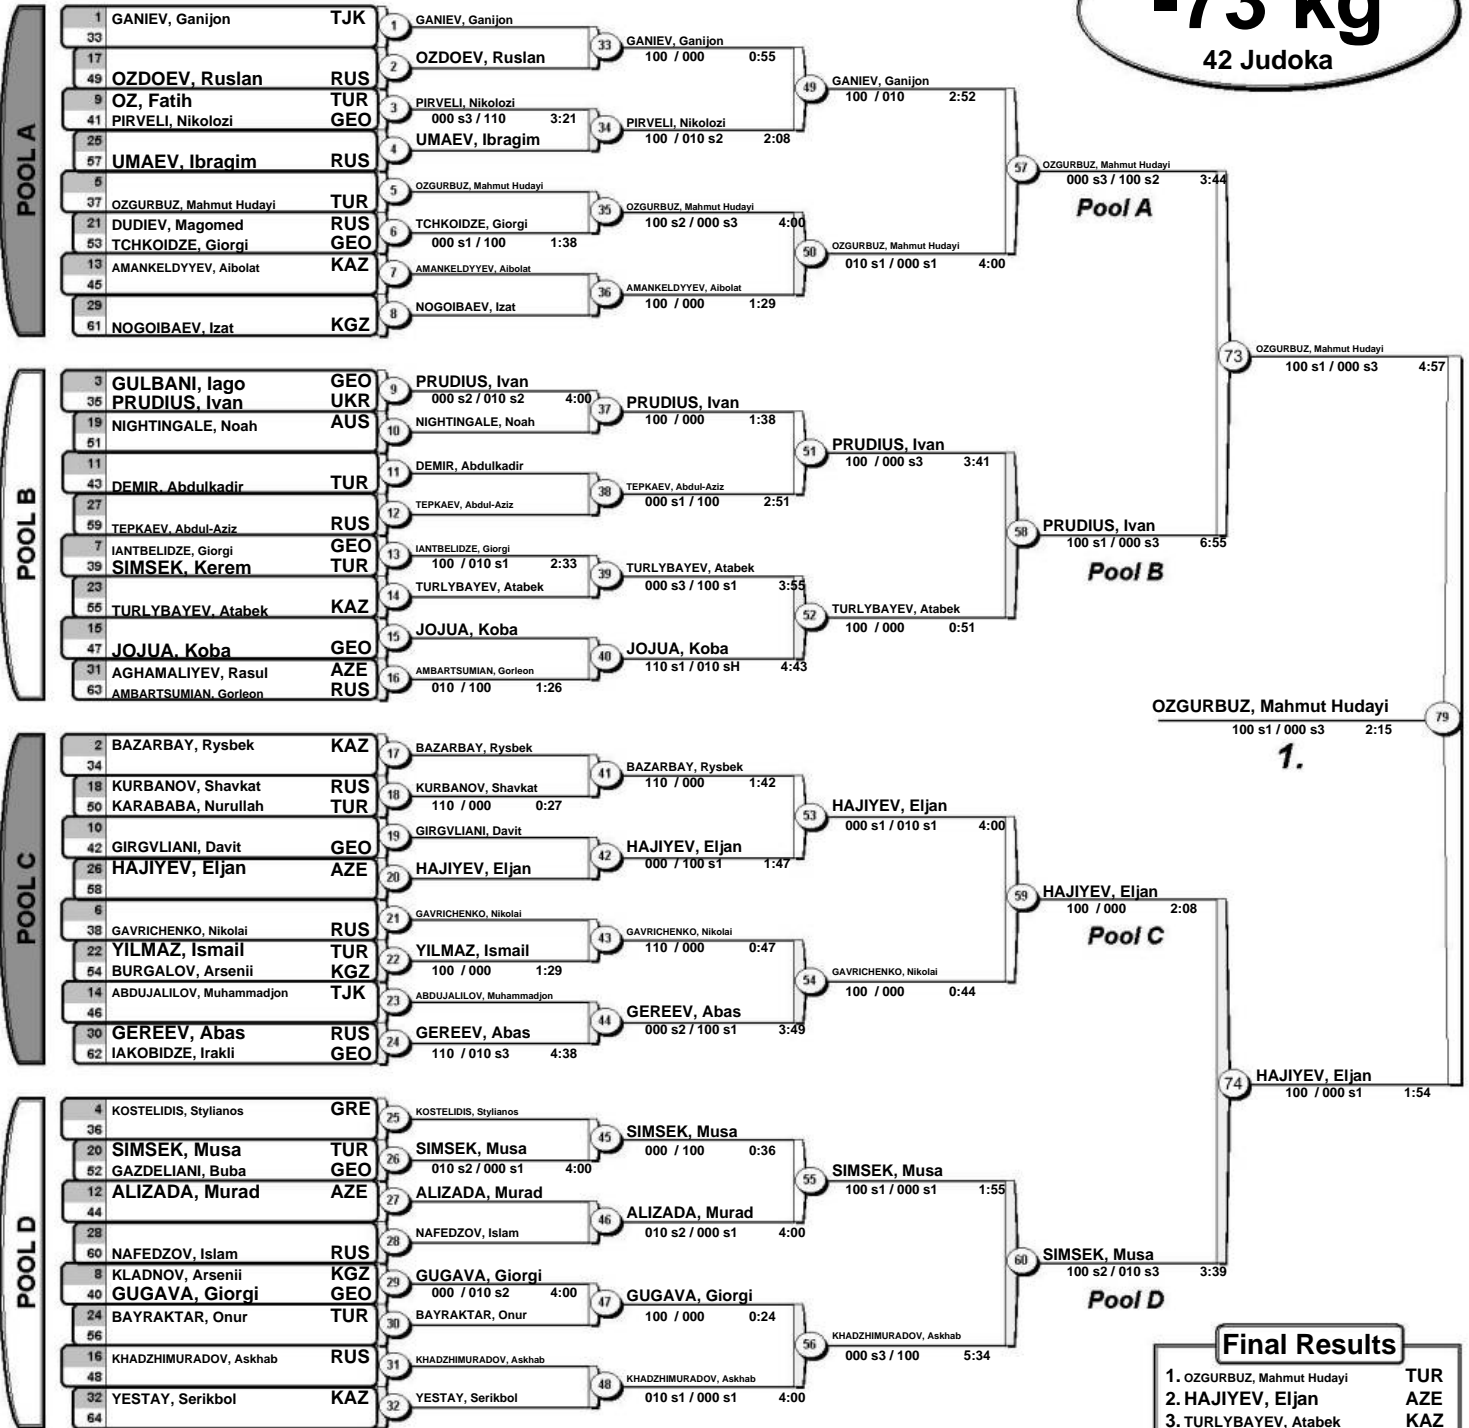 -73 kg
42 Judoka
POOL A
1 GANIEV, Ganijon TJK
33
17
49 OZDOEV, Ruslan RUS
9 OZ, Fatih TUR
41 PIRVELI, Nikolozi GEO
25
57 UMAEV, Ibragim RUS
5
37 OZGURBUZ, Mahmut Hudayi TUR
21 DUDIEV, Magomed RUS
53 TCHKOIDZE, Giorgi GEO
13 AMANKELDYYEV, Aibolat KAZ
45
29
61 NOGOIBAEV, Izat KGZ
1 GANIEV, Ganijon
2 OZDOEV, Ruslan
3 PIRVELI, Nikolozi
000 s3 / 110 3:21
4 UMAEV, Ibragim
5 OZGURBUZ, Mahmut Hudayi
6 TCHKOIDZE, Giorgi
000 s1 / 100 1:38
7 AMANKELDYYEV, Aibolat
8 NOGOIBAEV, Izat
33 GANIEV, Ganijon
100 / 000 0:55
34 PIRVELI, Nikolozi
100 / 010 s2 2:08
35 OZGURBUZ, Mahmut Hudayi
100 s2 / 000 s3 4:00
36 AMANKELDYYEV, Aibolat
100 / 000 1:29
49 GANIEV, Ganijon
100 / 010 2:52
50 OZGURBUZ, Mahmut Hudayi
010 s1 / 000 s1 4:00
57 OZGURBUZ, Mahmut Hudayi
000 s3 / 100 s2 3:44
Pool A
POOL B
3 GULBANI, Iago GEO
35 PRUDIUS, Ivan UKR
19 NIGHTINGALE, Noah AUS
51
11
43 DEMIR, Abdulkadir TUR
27
59 TEPKAEV, Abdul-Aziz RUS
7 IANTBELIDZE, Giorgi GEO
39 SIMSEK, Kerem TUR
23
55 TURLYBAYEV, Atabek KAZ
15
47 JOJUA, Koba GEO
31 AGHAMALIYEV, Rasul AZE
63 AMBARTSUMIAN, Gorleon RUS
9 PRUDIUS, Ivan
000 s2 / 010 s2 4:00
10 NIGHTINGALE, Noah
11 DEMIR, Abdulkadir
12 TEPKAEV, Abdul-Aziz
13 IANTBELIDZE, Giorgi
100 / 010 s1 2:33
14 TURLYBAYEV, Atabek
15 JOJUA, Koba
16 AMBARTSUMIAN, Gorleon
010 / 100 1:26
37 PRUDIUS, Ivan
100 / 000 1:38
38 TEPKAEV, Abdul-Aziz
000 s1 / 100 2:51
39 TURLYBAYEV, Atabek
000 s3 / 100 s1 3:55
40 JOJUA, Koba
110 s1 / 010 sH 4:43
51 PRUDIUS, Ivan
100 / 000 s3 3:41
52 TURLYBAYEV, Atabek
100 / 000 0:51
58 PRUDIUS, Ivan
100 s1 / 000 s3 6:55
Pool B
73 OZGURBUZ, Mahmut Hudayi
100 s1 / 000 s3 4:57
OZGURBUZ, Mahmut Hudayi 79
100 s1 / 000 s3 2:15
1.
POOL C
2 BAZARBAY, Rysbek KAZ
34
18 KURBANOV, Shavkat RUS
50 KARABABA, Nurullah TUR
10
42 GIRGVLIANI, Davit GEO
26 HAJIYEV, Eljan AZE
58
6
38 GAVRICHENKO, Nikolai RUS
22 YILMAZ, Ismail TUR
54 BURGALOV, Arsenii KGZ
14 ABDUJALILOV, Muhammadjon TJK
46
30 GEREEV, Abas RUS
62 IAKOBIDZE, Irakli GEO
17 BAZARBAY, Rysbek
18 KURBANOV, Shavkat
110 / 000 0:27
19 GIRGVLIANI, Davit
20 HAJIYEV, Eljan
21 GAVRICHENKO, Nikolai
22 YILMAZ, Ismail
100 / 000 1:29
23 ABDUJALILOV, Muhammadjon
24 GEREEV, Abas
110 / 010 s3 4:38
41 BAZARBAY, Rysbek
110 / 000 1:42
42 HAJIYEV, Eljan
000 / 100 s1 1:47
43 GAVRICHENKO, Nikolai
110 / 000 0:47
44 GEREEV, Abas
000 s2 / 100 s1 3:49
53 HAJIYEV, Eljan
000 s1 / 010 s1 4:00
54 GAVRICHENKO, Nikolai
100 / 000 0:44
59 HAJIYEV, Eljan
100 / 000 2:08
Pool C
74 HAJIYEV, Eljan
100 / 000 s1 1:54
POOL D
4 KOSTELIDIS, Stylianos GRE
36
20 SIMSEK, Musa TUR
52 GAZDELIANI, Buba GEO
12 ALIZADA, Murad AZE
44
28
60 NAFEDZOV, Islam RUS
8 KLADNOV, Arsenii KGZ
40 GUGAVA, Giorgi GEO
24 BAYRAKTAR, Onur TUR
56
16 KHADZHIMURADOV, Askhab RUS
48
32 YESTAY, Serikbol KAZ
64
25 KOSTELIDIS, Stylianos
26 SIMSEK, Musa
010 s2 / 000 s1 4:00
27 ALIZADA, Murad
28 NAFEDZOV, Islam
29 GUGAVA, Giorgi
000 / 010 s2 4:00
30 BAYRAKTAR, Onur
31 KHADZHIMURADOV, Askhab
32 YESTAY, Serikbol
45 SIMSEK, Musa
000 / 100 0:36
46 ALIZADA, Murad
010 s2 / 000 s1 4:00
47 GUGAVA, Giorgi
100 / 000 0:24
48 KHADZHIMURADOV, Askhab
010 s1 / 000 s1 4:00
55 SIMSEK, Musa
100 s1 / 000 s1 1:55
56 KHADZHIMURADOV, Askhab
000 s3 / 100 5:34
60 SIMSEK, Musa
100 s2 / 010 s3 3:39
Pool D
Final Results
1. OZGURBUZ, Mahmut Hudayi TUR
2. HAJIYEV, Eljan AZE
3. TURLYBAYEV, Atabek KAZ